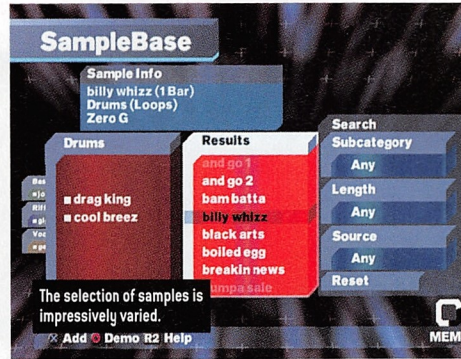 SampleBase
Sample Info
billy whizz (1 Bar)
Drums (Loops)
Zero G
Drums
drag king
cool breez
Results
and go 1
and go 2
bam batta
billy whizz
black arts
boiled egg
breakin news
Search
Subcategory
Any
Length
Any
Source
Any
Reset
The selection of samples is
impressively varied.
Add Demo R2 Help
MEM